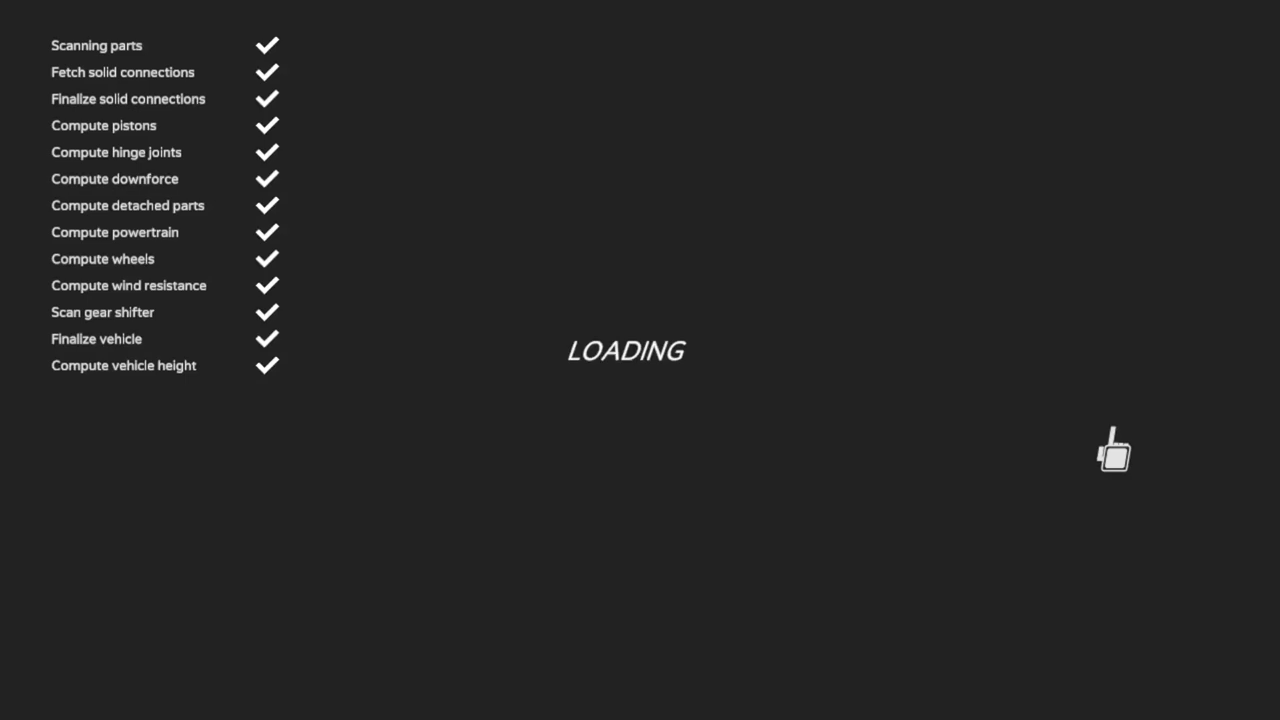 Scanning parts
Fetch solid connections
Finalize solid connections
Compute pistons
Compute hinge joints
Compute downforce
Compute detached parts
Compute powertrain
Compute wheels
Compute wind resistance
Scan gear shifter
Finalize vehicle
Compute vehicle height
LOADING